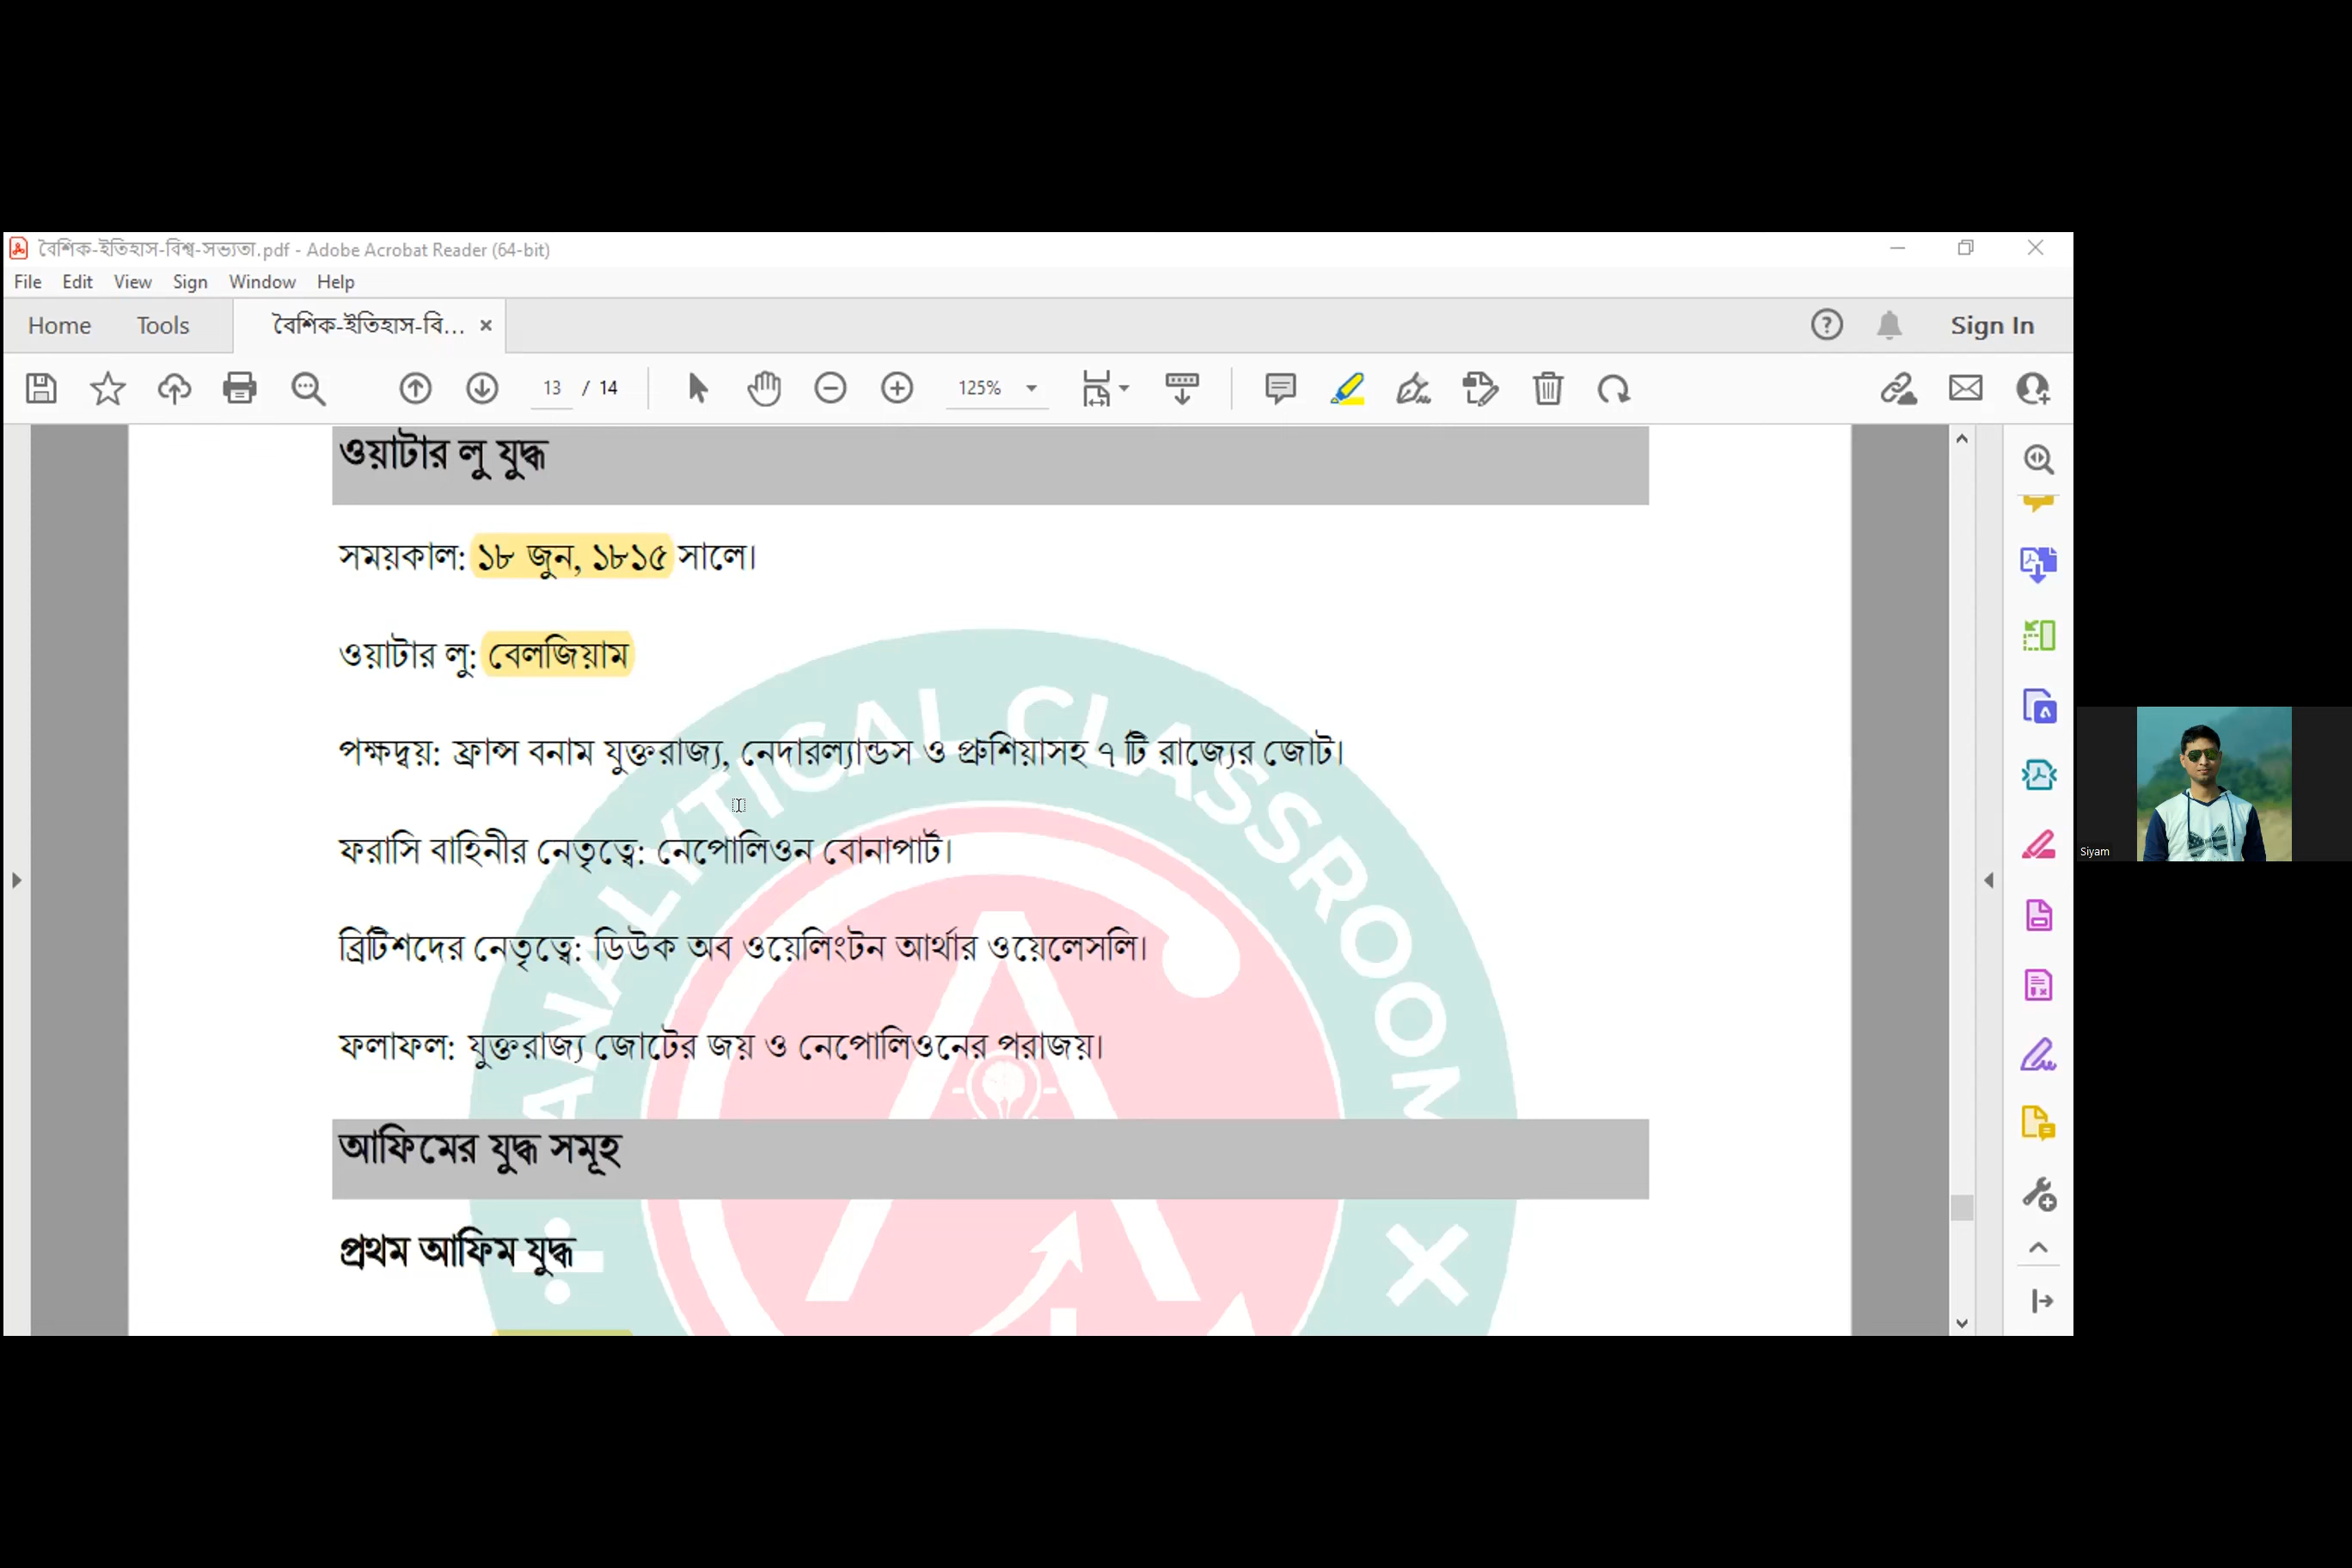 বৈশিক-ইতিহাস-বিশ্ব-সভ্যতা.pdf - Adobe Acrobat Reader (64-bit)
File Edit View Sign Window Help
Home Tools বৈশিক-ইতিহাস-বি... × Sign In
13 / 14 125%
ওয়াটার লু যুদ্ধ
সময়কাল: ১৮ জুন, ১৮১৫ সালে।
ওয়াটার লু: বেলজিয়াম
পক্ষদ্বয়: ফ্রান্স বনাম যুক্তরাজ্য, নেদারল্যান্ডস ও প্রুশিয়াসহ ৭ টি রাজ্যের জোট।
ফরাসি বাহিনীর নেতৃত্বে: নেপোলিওন বোনাপার্ট।
ব্রিটিশদের নেতৃত্বে: ডিউক অব ওয়েলিংটন আর্থার ওয়েলেসলি।
ফলাফল: যুক্তরাজ্য জোটের জয় ও নেপোলিওনের পরাজয়।
আফিমের যুদ্ধ সমূহ
প্রথম আফিম যুদ্ধ
ANALYTICAL CLASSROOM
Siyam